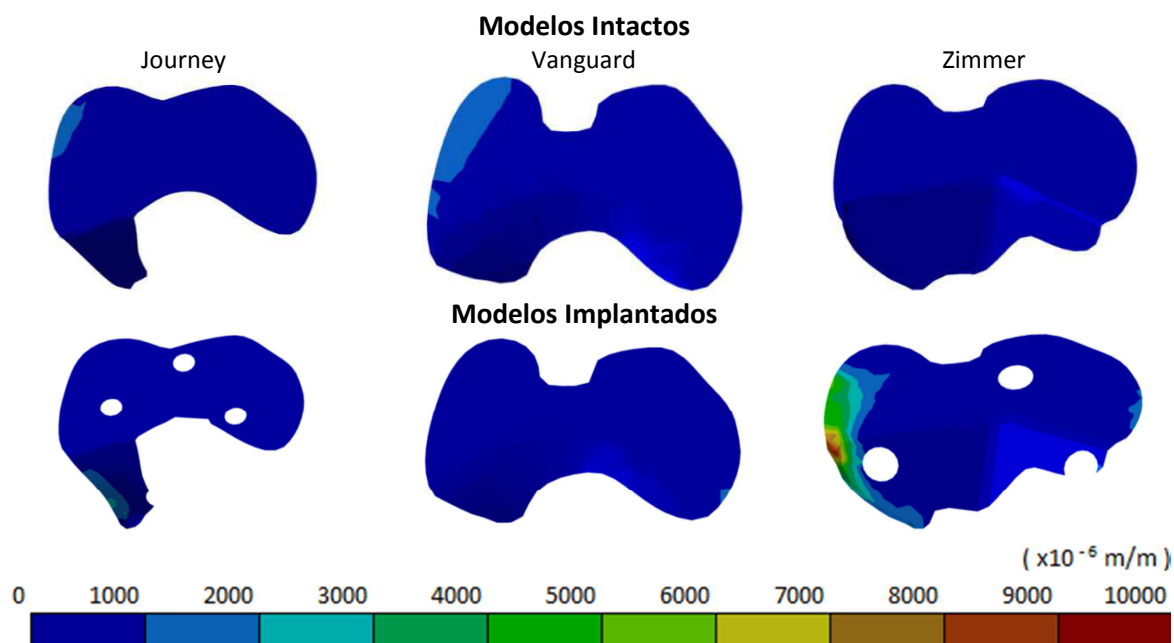 Modelos Intactos
Journey Vanguard Zimmer
Modelos Implantados
( x10⁻⁶ m/m )
0 1000 2000 3000 4000 5000 6000 7000 8000 9000 10000